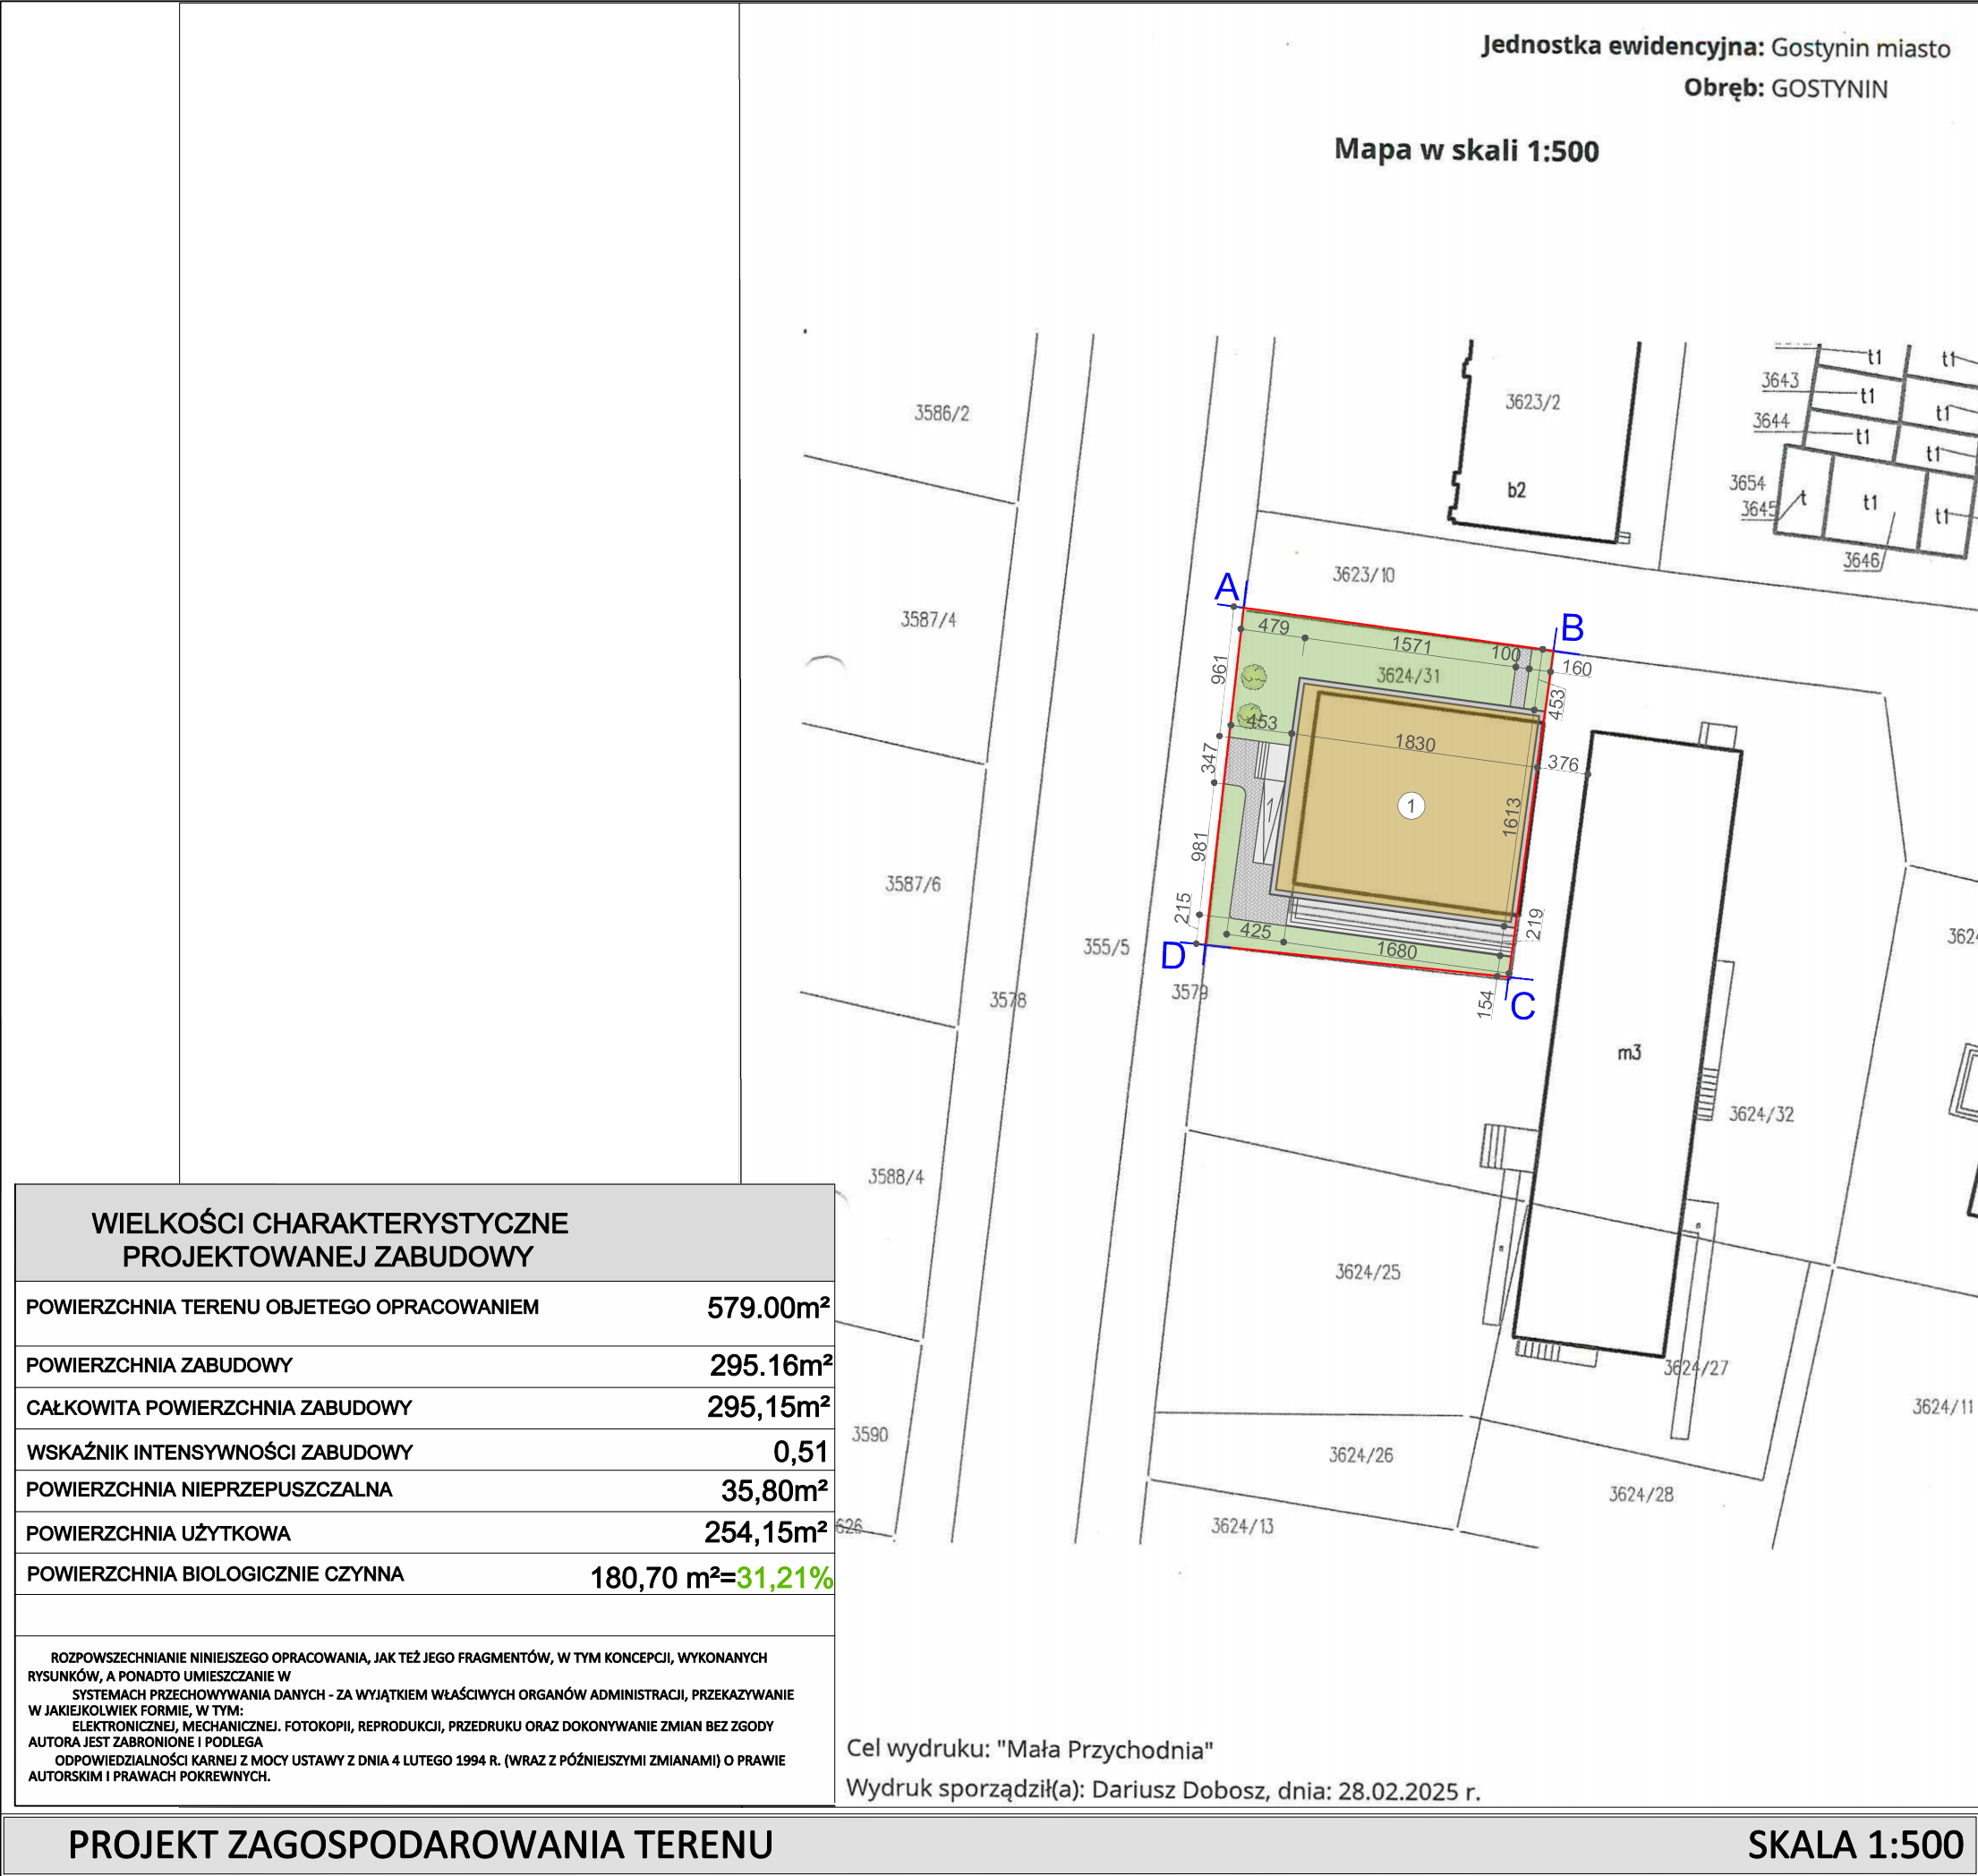 Jednostka ewidencyjna: Gostynin miasto
Obręb: GOSTYNIN
Mapa w skali 1:500
3586/2
3623/2
b2
3643
3644
3654
3645
3646
t1
t1
t1
t1
t1
t1
t
t1
t1
3587/4
3623/10
A
B
479
1571
100
160
3624/31
961
453
453
1830
376
347
1
1613
981
1
3587/6
215
219
425
1680
D
C
154
355/5
3578
3579
m3
3624/32
3588/4
3624/25
3624/27
3624/11
3590
3624/26
3624/28
3624/13
WIELKOŚCI CHARAKTERYSTYCZNE
PROJEKTOWANEJ ZABUDOWY
POWIERZCHNIA TERENU OBJETEGO OPRACOWANIEM 579.00m²
POWIERZCHNIA ZABUDOWY 295.16m²
CAŁKOWITA POWIERZCHNIA ZABUDOWY 295,15m²
WSKAŹNIK INTENSYWNOŚCI ZABUDOWY 0,51
POWIERZCHNIA NIEPRZEPUSZCZALNA 35,80m²
POWIERZCHNIA UŻYTKOWA 254,15m²
POWIERZCHNIA BIOLOGICZNIE CZYNNA 180,70 m²=31,21%
ROZPOWSZECHNIANIE NINIEJSZEGO OPRACOWANIA, JAK TEŻ JEGO FRAGMENTÓW, W TYM KONCEPCJI, WYKONANYCH
RYSUNKÓW, A PONADTO UMIESZCZANIE W
SYSTEMACH PRZECHOWYWANIA DANYCH - ZA WYJĄTKIEM WŁAŚCIWYCH ORGANÓW ADMINISTRACJI, PRZEKAZYWANIE
W JAKIEJKOLWIEK FORMIE, W TYM:
ELEKTRONICZNEJ, MECHANICZNEJ. FOTOKOPII, REPRODUKCJI, PRZEDRUKU ORAZ DOKONYWANIE ZMIAN BEZ ZGODY
AUTORA JEST ZABRONIONE I PODLEGA
ODPOWIEDZIALNOŚCI KARNEJ Z MOCY USTAWY Z DNIA 4 LUTEGO 1994 R. (WRAZ Z PÓŹNIEJSZYMI ZMIANAMI) O PRAWIE
AUTORSKIM I PRAWACH POKREWNYCH.
Cel wydruku: "Mała Przychodnia"
Wydruk sporządził(a): Dariusz Dobosz, dnia: 28.02.2025 r.
PROJEKT ZAGOSPODAROWANIA TERENU
SKALA 1:500